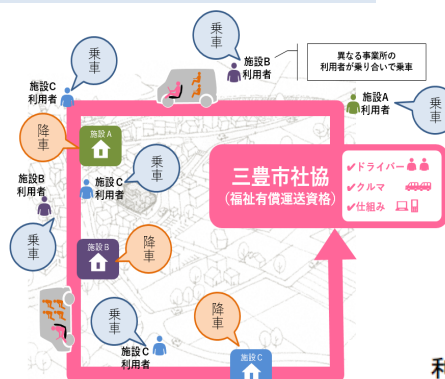 乗車
乗車
施設B
利用者
異なる事業所の
利用者が乗り合いで乗車
施設C
利用者
施設A
利用者
乗車
降車
施設A
乗車
施設C
利用者
三豊市社協
(福祉有償運送資格)
✔ドライバー
✔クルマ
✔仕組み
施設B
利用者
乗車
施設B
降車
乗車
施設C
利用者
降車
施設C
利